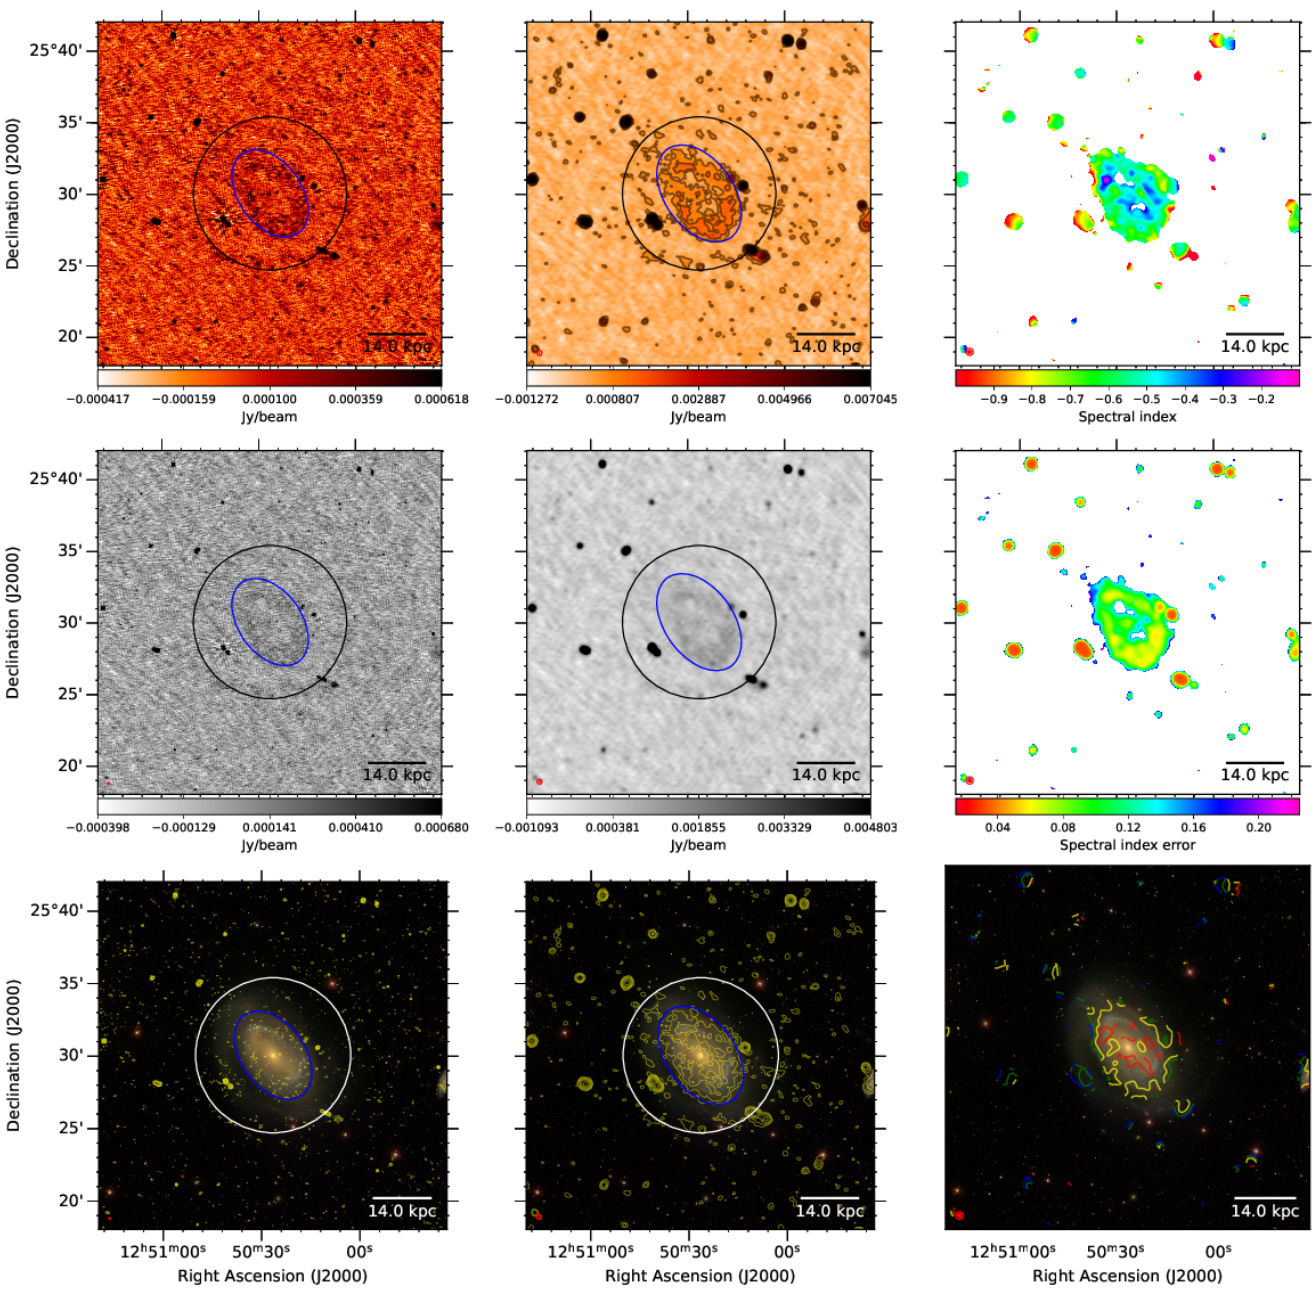 25°40'
35'
30'
25'
20'
Declination (J2000)
14.0 kpc
14.0 kpc
14.0 kpc
−0.000417 −0.000159 0.000100 0.000359 0.000618
Jy/beam
−0.001272 0.000807 0.002887 0.004966 0.007045
Jy/beam
−0.9 −0.8 −0.7 −0.6 −0.5 −0.4 −0.3 −0.2
Spectral index
25°40'
35'
30'
25'
20'
Declination (J2000)
14.0 kpc
14.0 kpc
14.0 kpc
−0.000398 −0.000129 0.000141 0.000410 0.000680
Jy/beam
−0.001093 0.000381 0.001855 0.003329 0.004803
Jy/beam
0.04 0.08 0.12 0.16 0.20
Spectral index error
25°40'
35'
30'
25'
20'
Declination (J2000)
14.0 kpc
14.0 kpc
14.0 kpc
12ʰ51ᵐ00ˢ 50ᵐ30ˢ 00ˢ
Right Ascension (J2000)
12ʰ51ᵐ00ˢ 50ᵐ30ˢ 00ˢ
Right Ascension (J2000)
12ʰ51ᵐ00ˢ 50ᵐ30ˢ 00ˢ
Right Ascension (J2000)